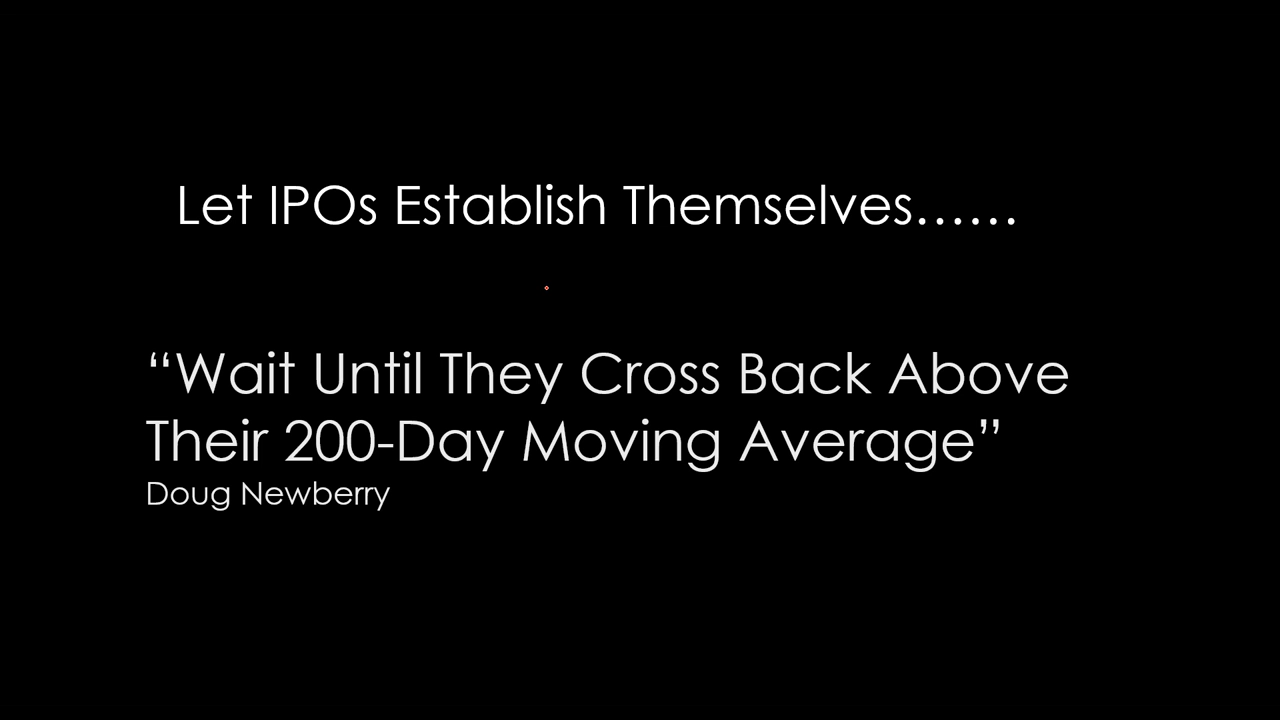 Let IPOs Establish Themselves……
“Wait Until They Cross Back Above
Their 200-Day Moving Average”
Doug Newberry